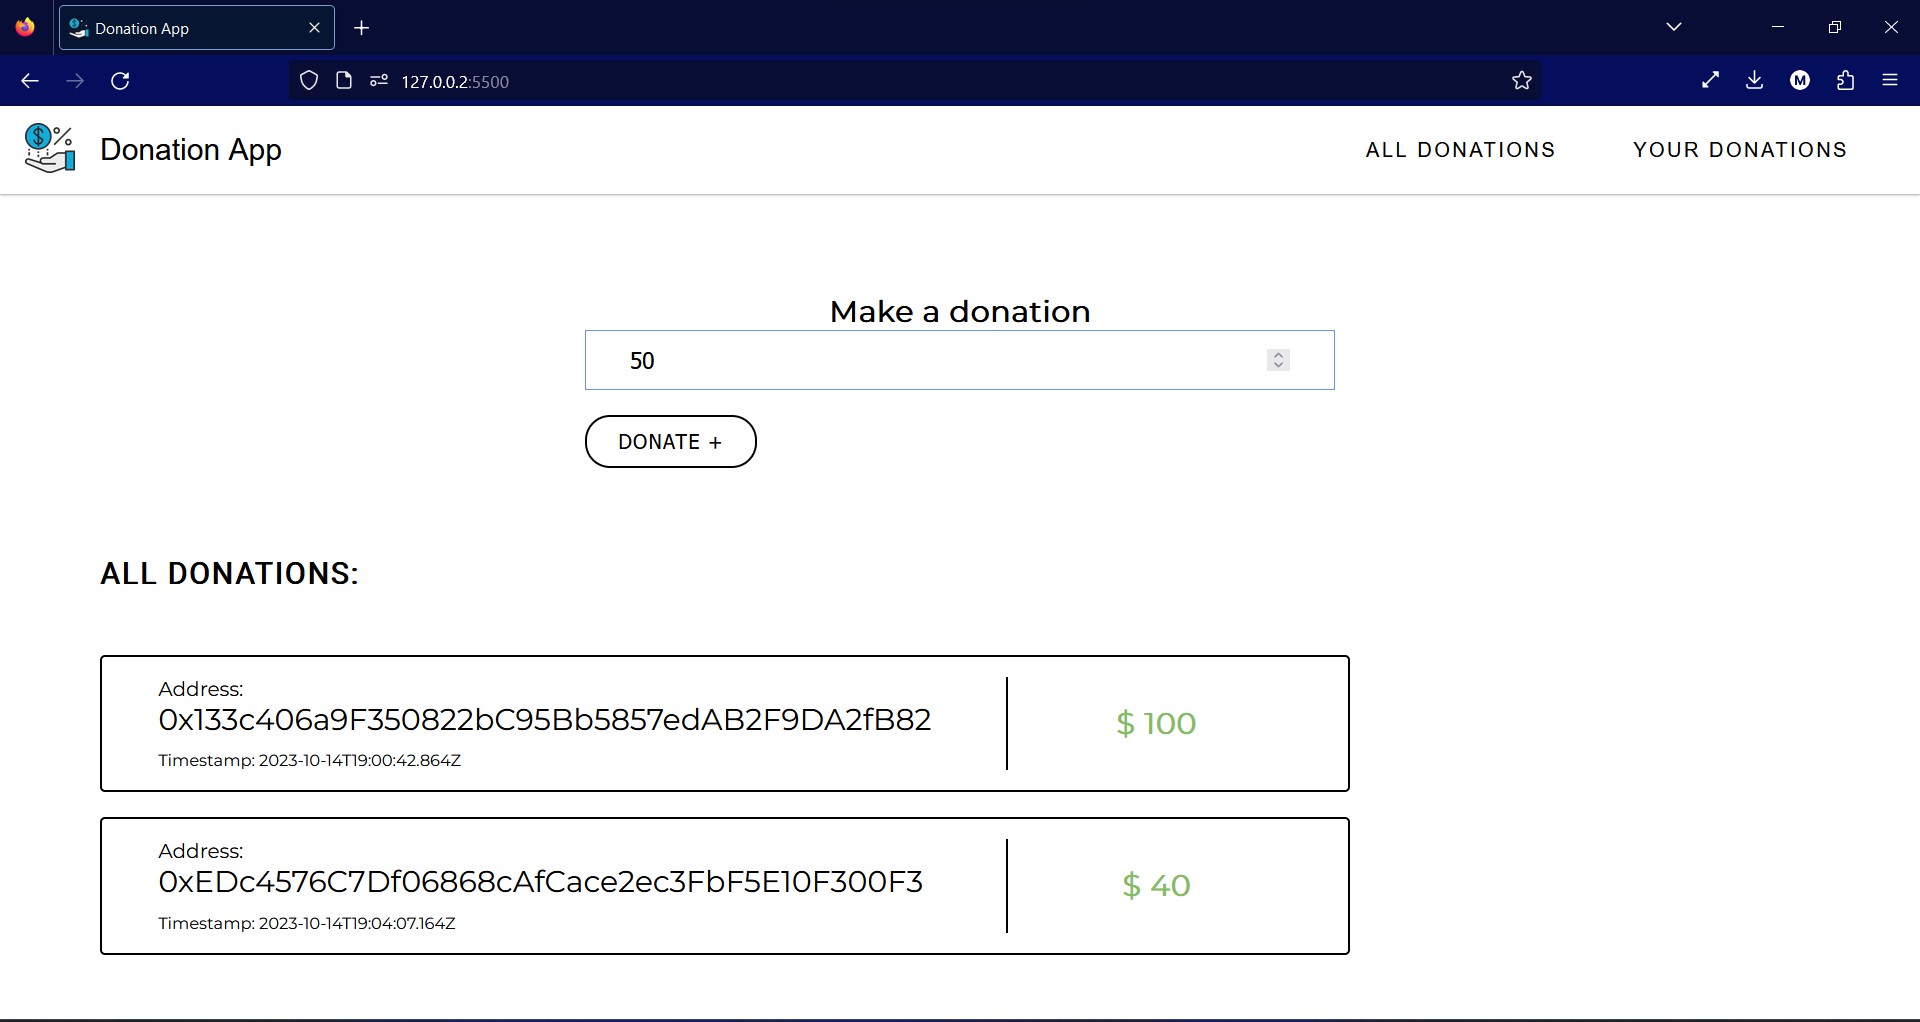 Donation App
127.0.0.2:5500
M
Donation App
ALL DONATIONS
YOUR DONATIONS
Make a donation
50
DONATE +
ALL DONATIONS:
Address:
0x133c406a9F350822bC95Bb5857edAB2F9DA2fB82
Timestamp: 2023-10-14T19:00:42.864Z
$ 100
Address:
0xEDc4576C7Df06868cAfCace2ec3FbF5E10F300F3
Timestamp: 2023-10-14T19:04:07.164Z
$ 40